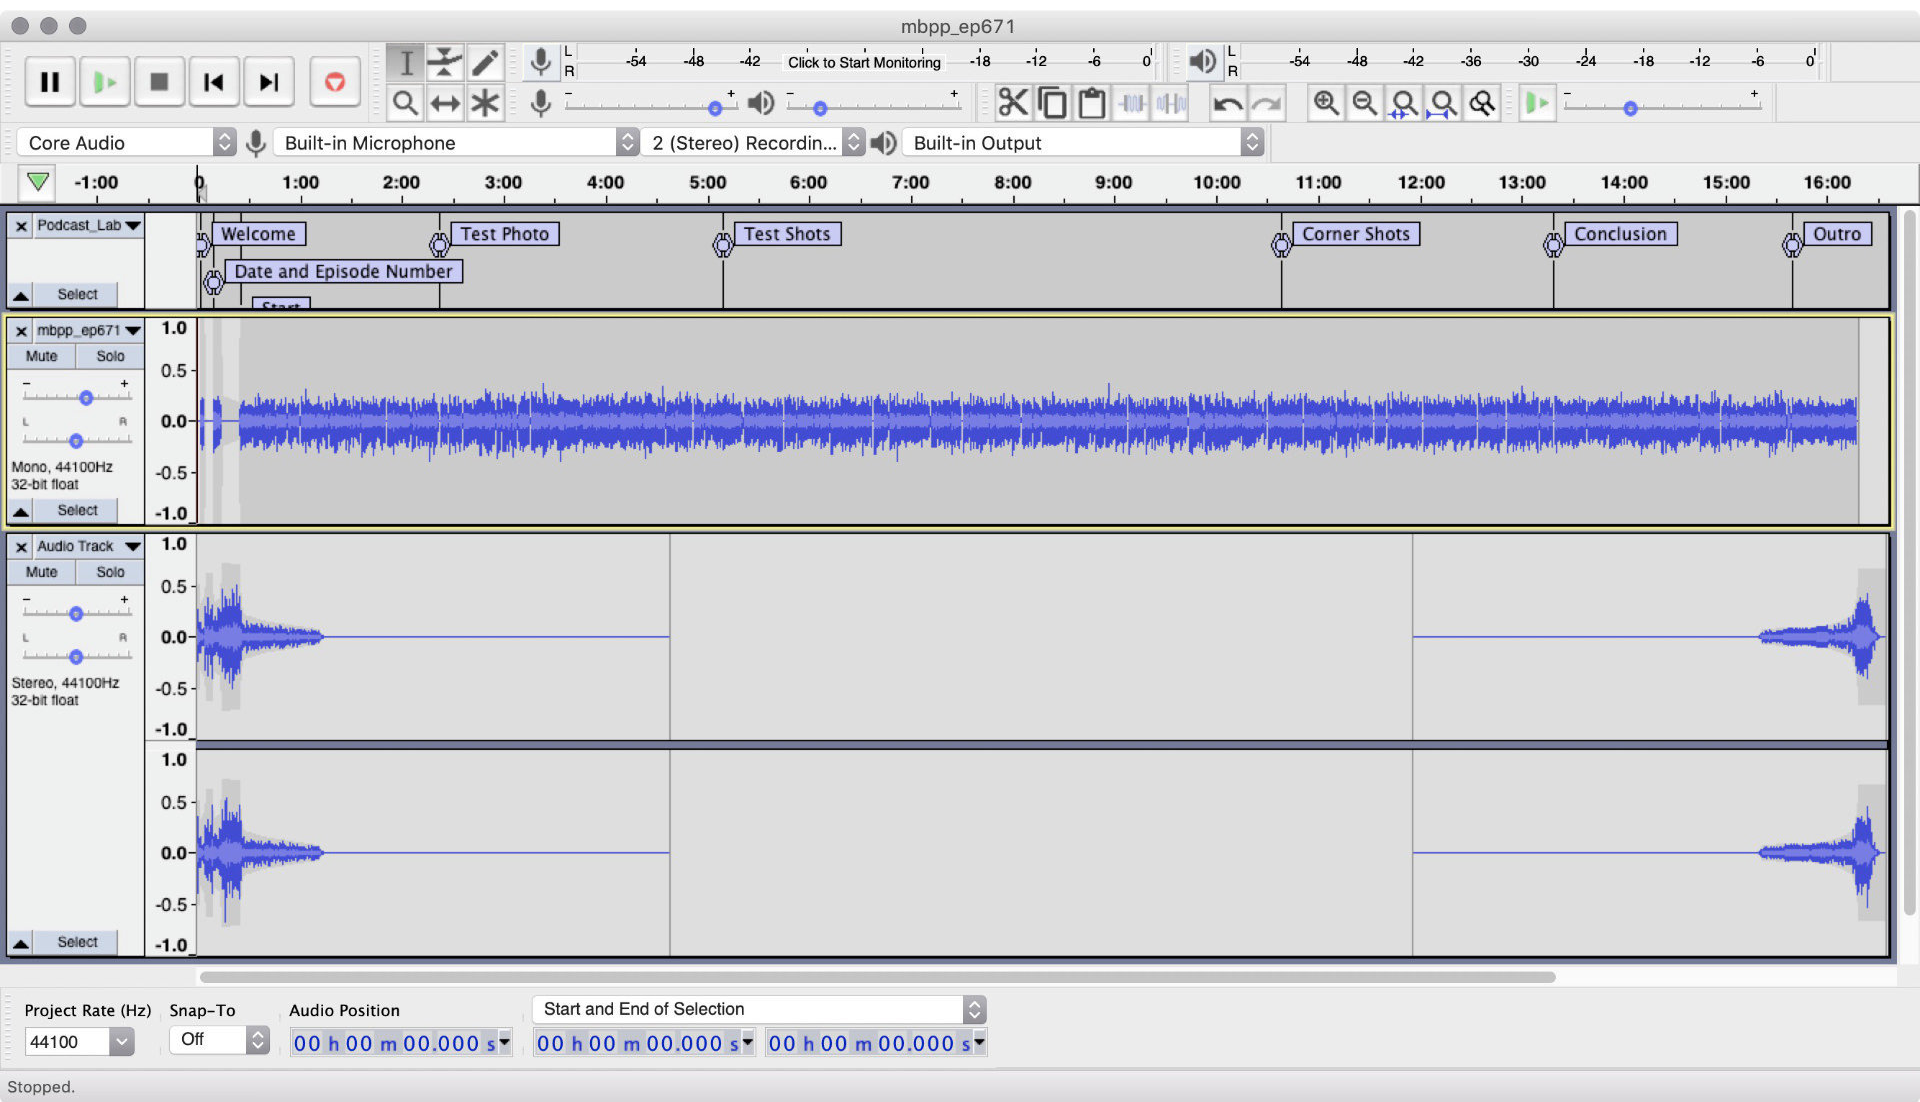 mbpp_ep671
L
R
-54 -48 -42 Click to Start Monitoring -18 -12 -6 0
L
R
-54 -48 -42 -36 -30 -24 -18 -12 -6 0
- +
- +
- +
Core Audio
Built-in Microphone
2 (Stereo) Recordin...
Built-in Output
-1:00 0 1:00 2:00 3:00 4:00 5:00 6:00 7:00 8:00 9:00 10:00 11:00 12:00 13:00 14:00 15:00 16:00
Podcast_Lab
Select
Welcome
Test Photo
Test Shots
Corner Shots
Conclusion
Outro
Date and Episode Number
Start
mbpp_ep671
Mute Solo
- +
L R
Mono, 44100Hz
32-bit float
Select
1.0
0.5
0.0
-0.5
-1.0
Audio Track
Mute Solo
- +
L R
Stereo, 44100Hz
32-bit float
Select
1.0
0.5
0.0
-0.5
-1.0
1.0
0.5
0.0
-0.5
-1.0
Project Rate (Hz)
44100
Snap-To
Off
Audio Position
00 h 00 m 00.000 s
Start and End of Selection
00 h 00 m 00.000 s
00 h 00 m 00.000 s
Stopped.